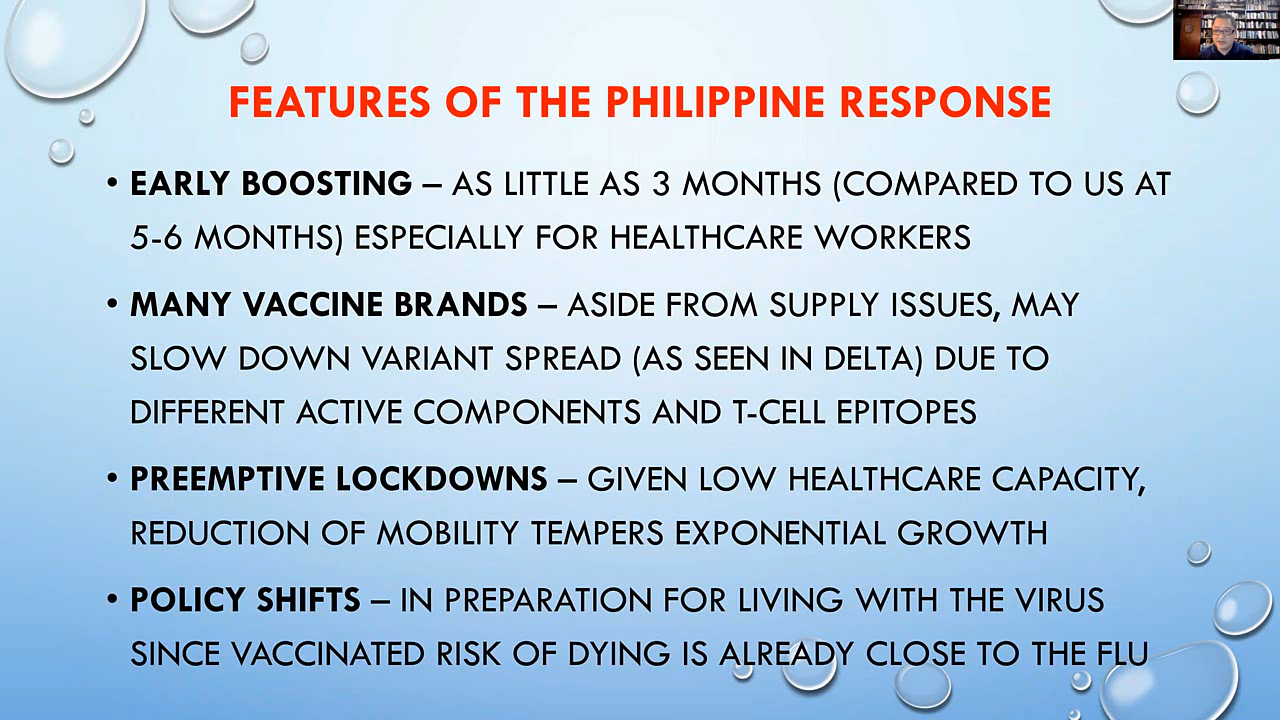 FEATURES OF THE PHILIPPINE RESPONSE
• EARLY BOOSTING – AS LITTLE AS 3 MONTHS (COMPARED TO US AT
5-6 MONTHS) ESPECIALLY FOR HEALTHCARE WORKERS
• MANY VACCINE BRANDS – ASIDE FROM SUPPLY ISSUES, MAY
SLOW DOWN VARIANT SPREAD (AS SEEN IN DELTA) DUE TO
DIFFERENT ACTIVE COMPONENTS AND T-CELL EPITOPES
• PREEMPTIVE LOCKDOWNS – GIVEN LOW HEALTHCARE CAPACITY,
REDUCTION OF MOBILITY TEMPERS EXPONENTIAL GROWTH
• POLICY SHIFTS – IN PREPARATION FOR LIVING WITH THE VIRUS
SINCE VACCINATED RISK OF DYING IS ALREADY CLOSE TO THE FLU